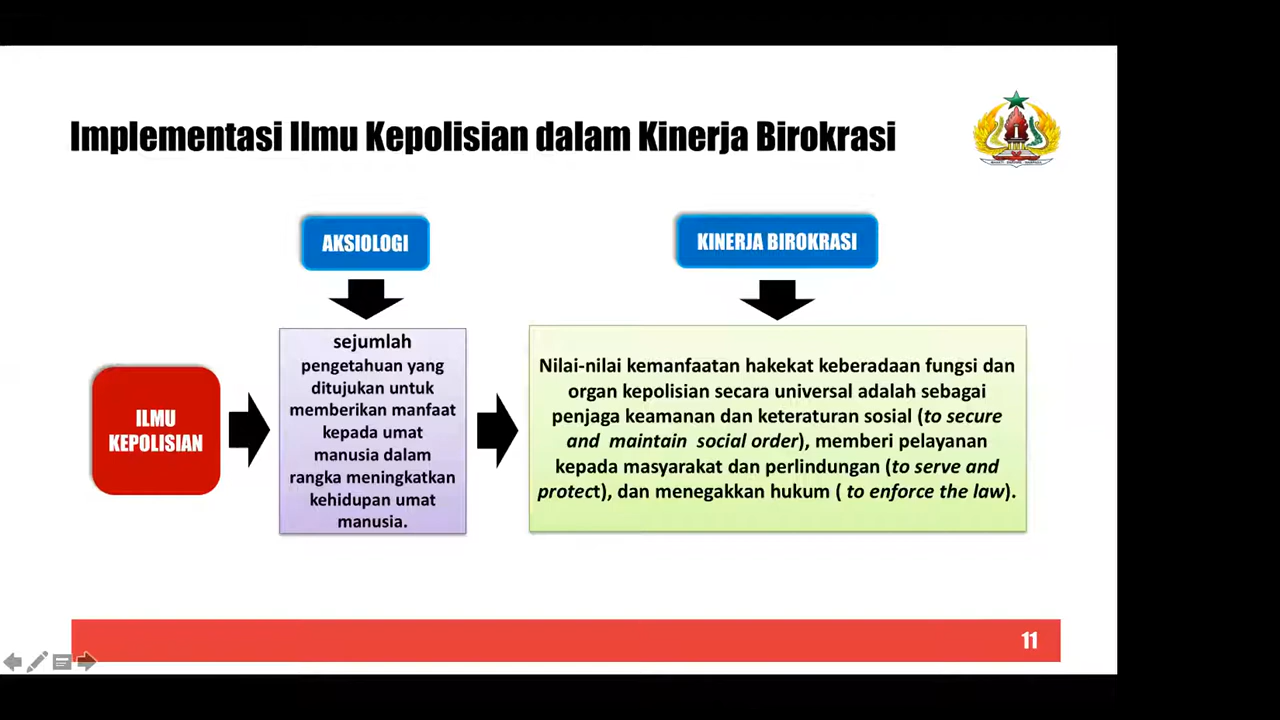 Implementasi Ilmu Kepolisian dalam Kinerja Birokrasi
AKSIOLOGI
KINERJA BIROKRASI
ILMU
KEPOLISIAN
sejumlah
pengetahuan yang
ditujukan untuk
memberikan manfaat
kepada umat
manusia dalam
rangka meningkatkan
kehidupan umat
manusia.
Nilai-nilai kemanfaatan hakekat keberadaan fungsi dan
organ kepolisian secara universal adalah sebagai
penjaga keamanan dan keteraturan sosial (to secure
and maintain social order), memberi pelayanan
kepada masyarakat dan perlindungan (to serve and
protect), dan menegakkan hukum ( to enforce the law).
11